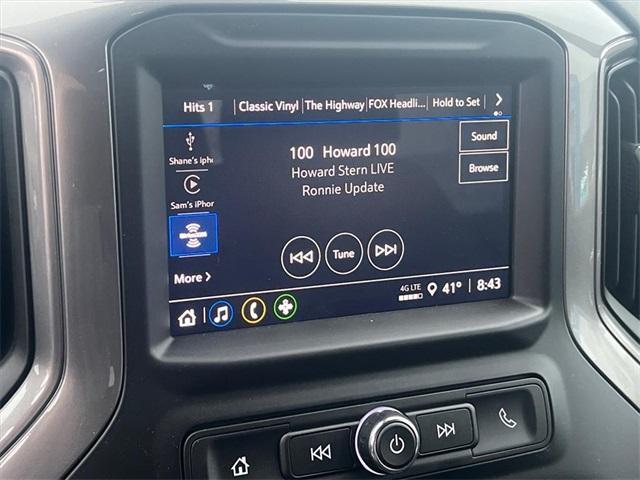 Hits 1 Classic Vinyl The Highway FOX Headli... Hold to Set
Shane's iph
Sam's iPhor
More
100 Howard 100
Howard Stern LIVE
Ronnie Update
Sound
Browse
Tune
4G LTE 41° 8:43